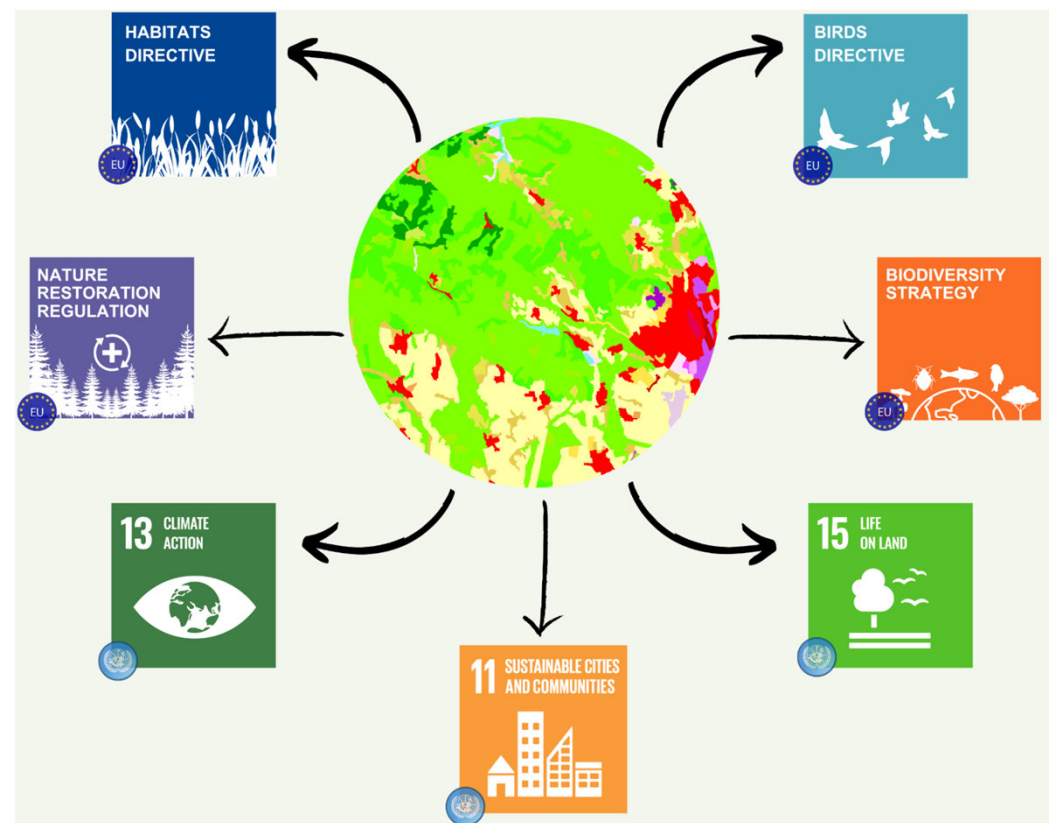 HABITATS
DIRECTIVE
EU
BIRDS
DIRECTIVE
EU
NATURE
RESTORATION
REGULATION
EU
BIODIVERSITY
STRATEGY
EU
13 CLIMATE
ACTION
15 LIFE
ON LAND
11 SUSTAINABLE CITIES
AND COMMUNITIES